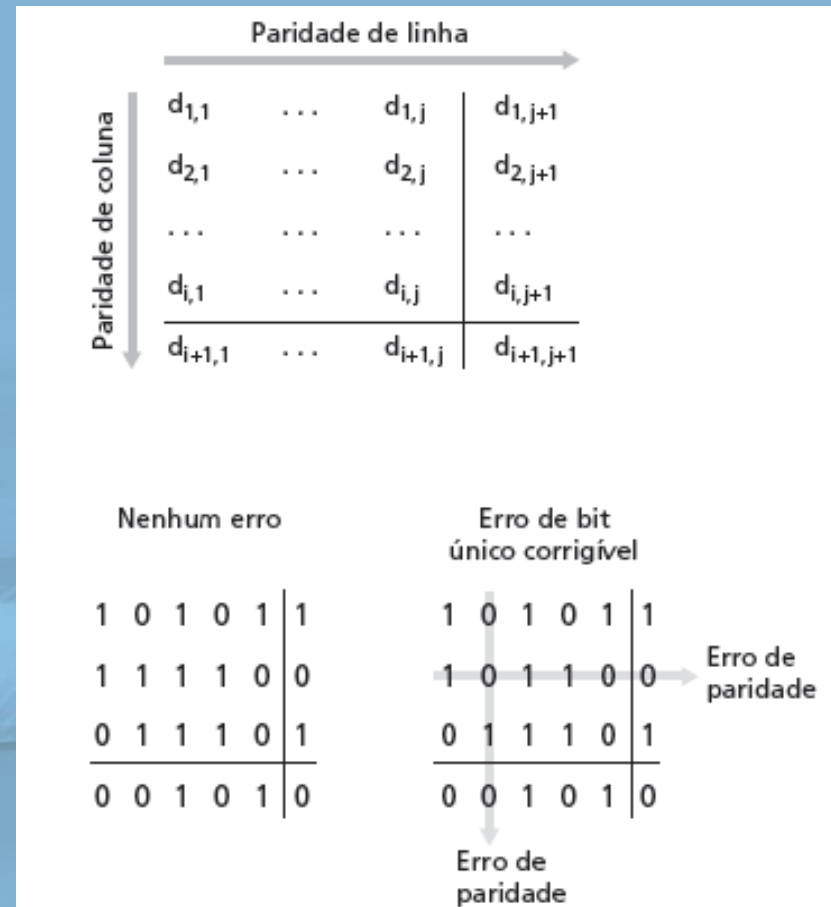 Paridade de linha
Paridade de coluna
d1,1 ... d1,j d1,j+1
d2,1 ... d2,j d2,j+1
... ... ... ...
di,1 ... di,j di,j+1
di+1,1 ... di+1,j di+1,j+1
Nenhum erro
1 0 1 0 1 1
1 1 1 1 0 0
0 1 1 1 0 1
0 0 1 0 1 0
Erro de bit
único corrigível
1 0 1 0 1 1
1 0 1 1 0 0
0 1 1 1 0 1
0 0 1 0 1 0
Erro de
paridade
Erro de
paridade